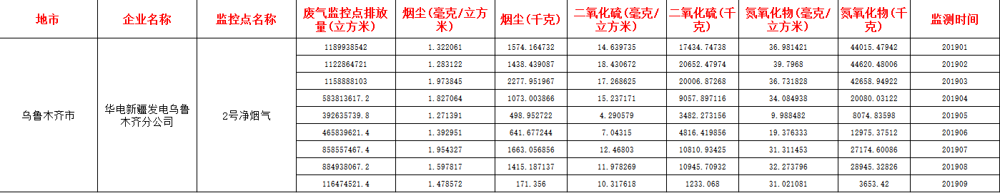 地市 企业名称 监控点名称 废气监控点排放量(立方米) 烟尘(毫克/立方米) 烟尘(千克) 二氧化硫(毫克/立方米) 二氧化硫(千克) 氮氧化物(毫克/立方米) 氮氧化物(千克) 监测时间
乌鲁木齐市 华电新疆发电乌鲁木齐分公司 2号净烟气
1189938542 1.322061 1574.164732 14.639735 17434.74738 36.981421 44015.47942 201901
1122864721 1.283122 1438.439087 18.430672 20652.47974 39.7968 44620.48006 201902
1158888103 1.973845 2277.951967 17.268625 20006.87268 36.731828 42658.94922 201903
583813617.2 1.827064 1073.003866 15.237171 9057.897116 34.084938 20080.03122 201904
392635739.8 1.271391 498.952722 4.290579 3482.273156 9.988482 8074.83598 201905
465839621.4 1.392951 641.677244 7.04315 4816.419856 19.376333 12975.37512 201906
858557467.4 1.954327 1663.056856 12.46803 10810.93425 31.311453 27174.60086 201907
884938067.2 1.597817 1415.187137 11.978269 10945.70932 32.273796 28945.32826 201908
116474521.4 1.478572 171.356 10.317618 1233.068 31.021081 3653.42 201909